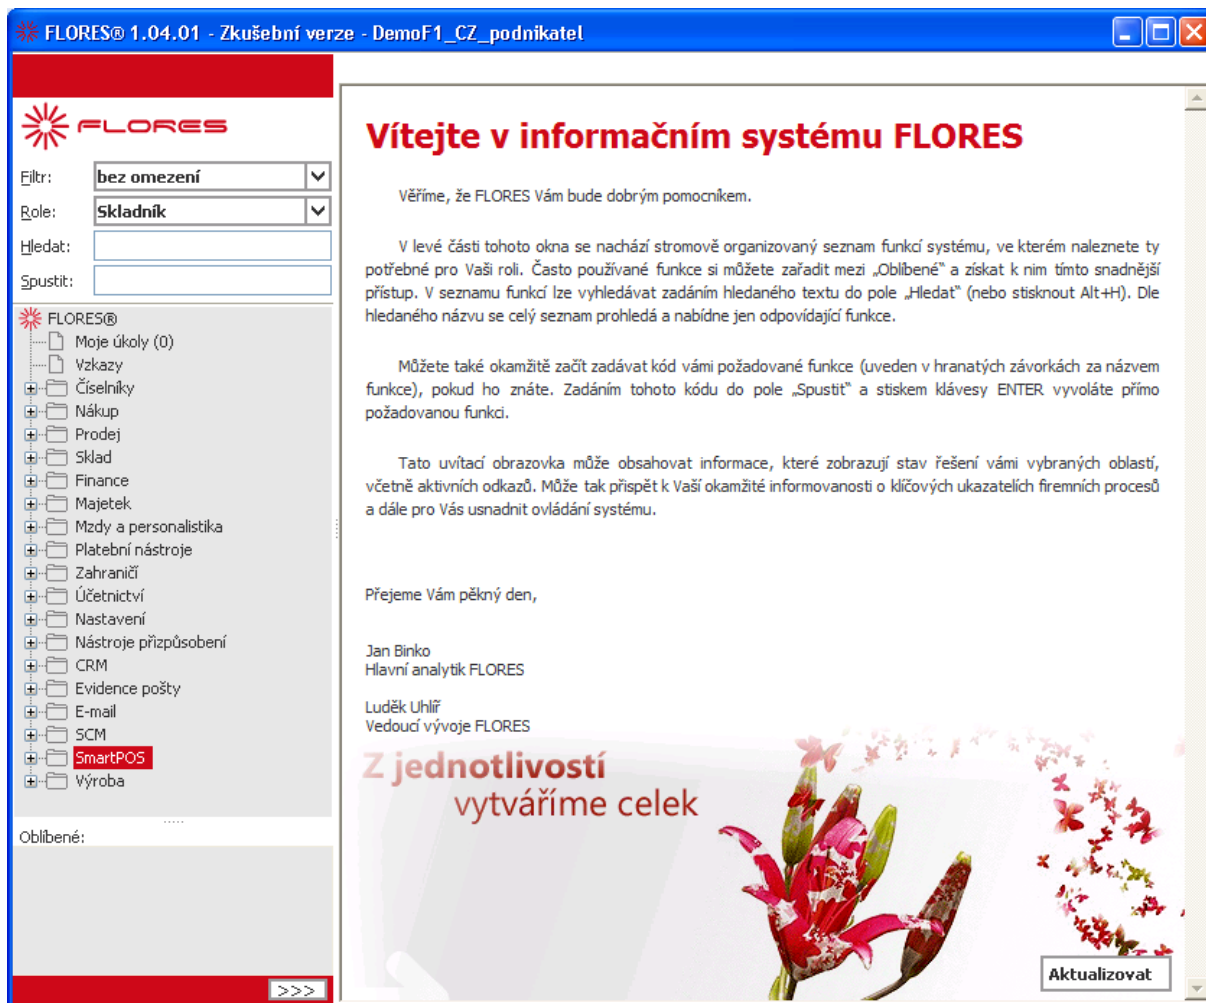 FLORES® 1.04.01 - Zkušební verze - DemoF1_CZ_podnikatel
FLORES
Filtr:
bez omezení
Role:
Skladník
Hledat:
Spustit:
FLORES®
Moje úkoly (0)
Vzkazy
Číselníky
Nákup
Prodej
Sklad
Finance
Majetek
Mzdy a personalistika
Platební nástroje
Zahraničí
Účetnictví
Nastavení
Nástroje přizpůsobení
CRM
Evidence pošty
E-mail
SCM
SmartPOS
Výroba
Oblíbené:
>>>
Vítejte v informačním systému FLORES
Věříme, že FLORES Vám bude dobrým pomocníkem.
V levé části tohoto okna se nachází stromově organizovaný seznam funkcí systému, ve kterém naleznete ty
potřebné pro Vaši roli. Často používané funkce si můžete zařadit mezi „Oblíbené“ a získat k nim tímto snadnější
přístup. V seznamu funkcí lze vyhledávat zadáním hledaného textu do pole „Hledat“ (nebo stisknout Alt+H). Dle
hledaného názvu se celý seznam prohledá a nabídne jen odpovídající funkce.
Můžete také okamžitě začít zadávat kód vámi požadované funkce (uveden v hranatých závorkách za názvem
funkce), pokud ho znáte. Zadáním tohoto kódu do pole „Spustit“ a stiskem klávesy ENTER vyvoláte přímo
požadovanou funkci.
Tato uvítací obrazovka může obsahovat informace, které zobrazují stav řešení vámi vybraných oblastí,
včetně aktivních odkazů. Může tak přispět k Vaší okamžité informovanosti o klíčových ukazatelích firemních procesů
a dále pro Vás usnadnit ovládání systému.
Přejeme Vám pěkný den,
Jan Binko
Hlavní analytik FLORES
Luděk Uhlíř
Vedoucí vývoje FLORES
Z jednotlivostí
vytváříme celek
Aktualizovat